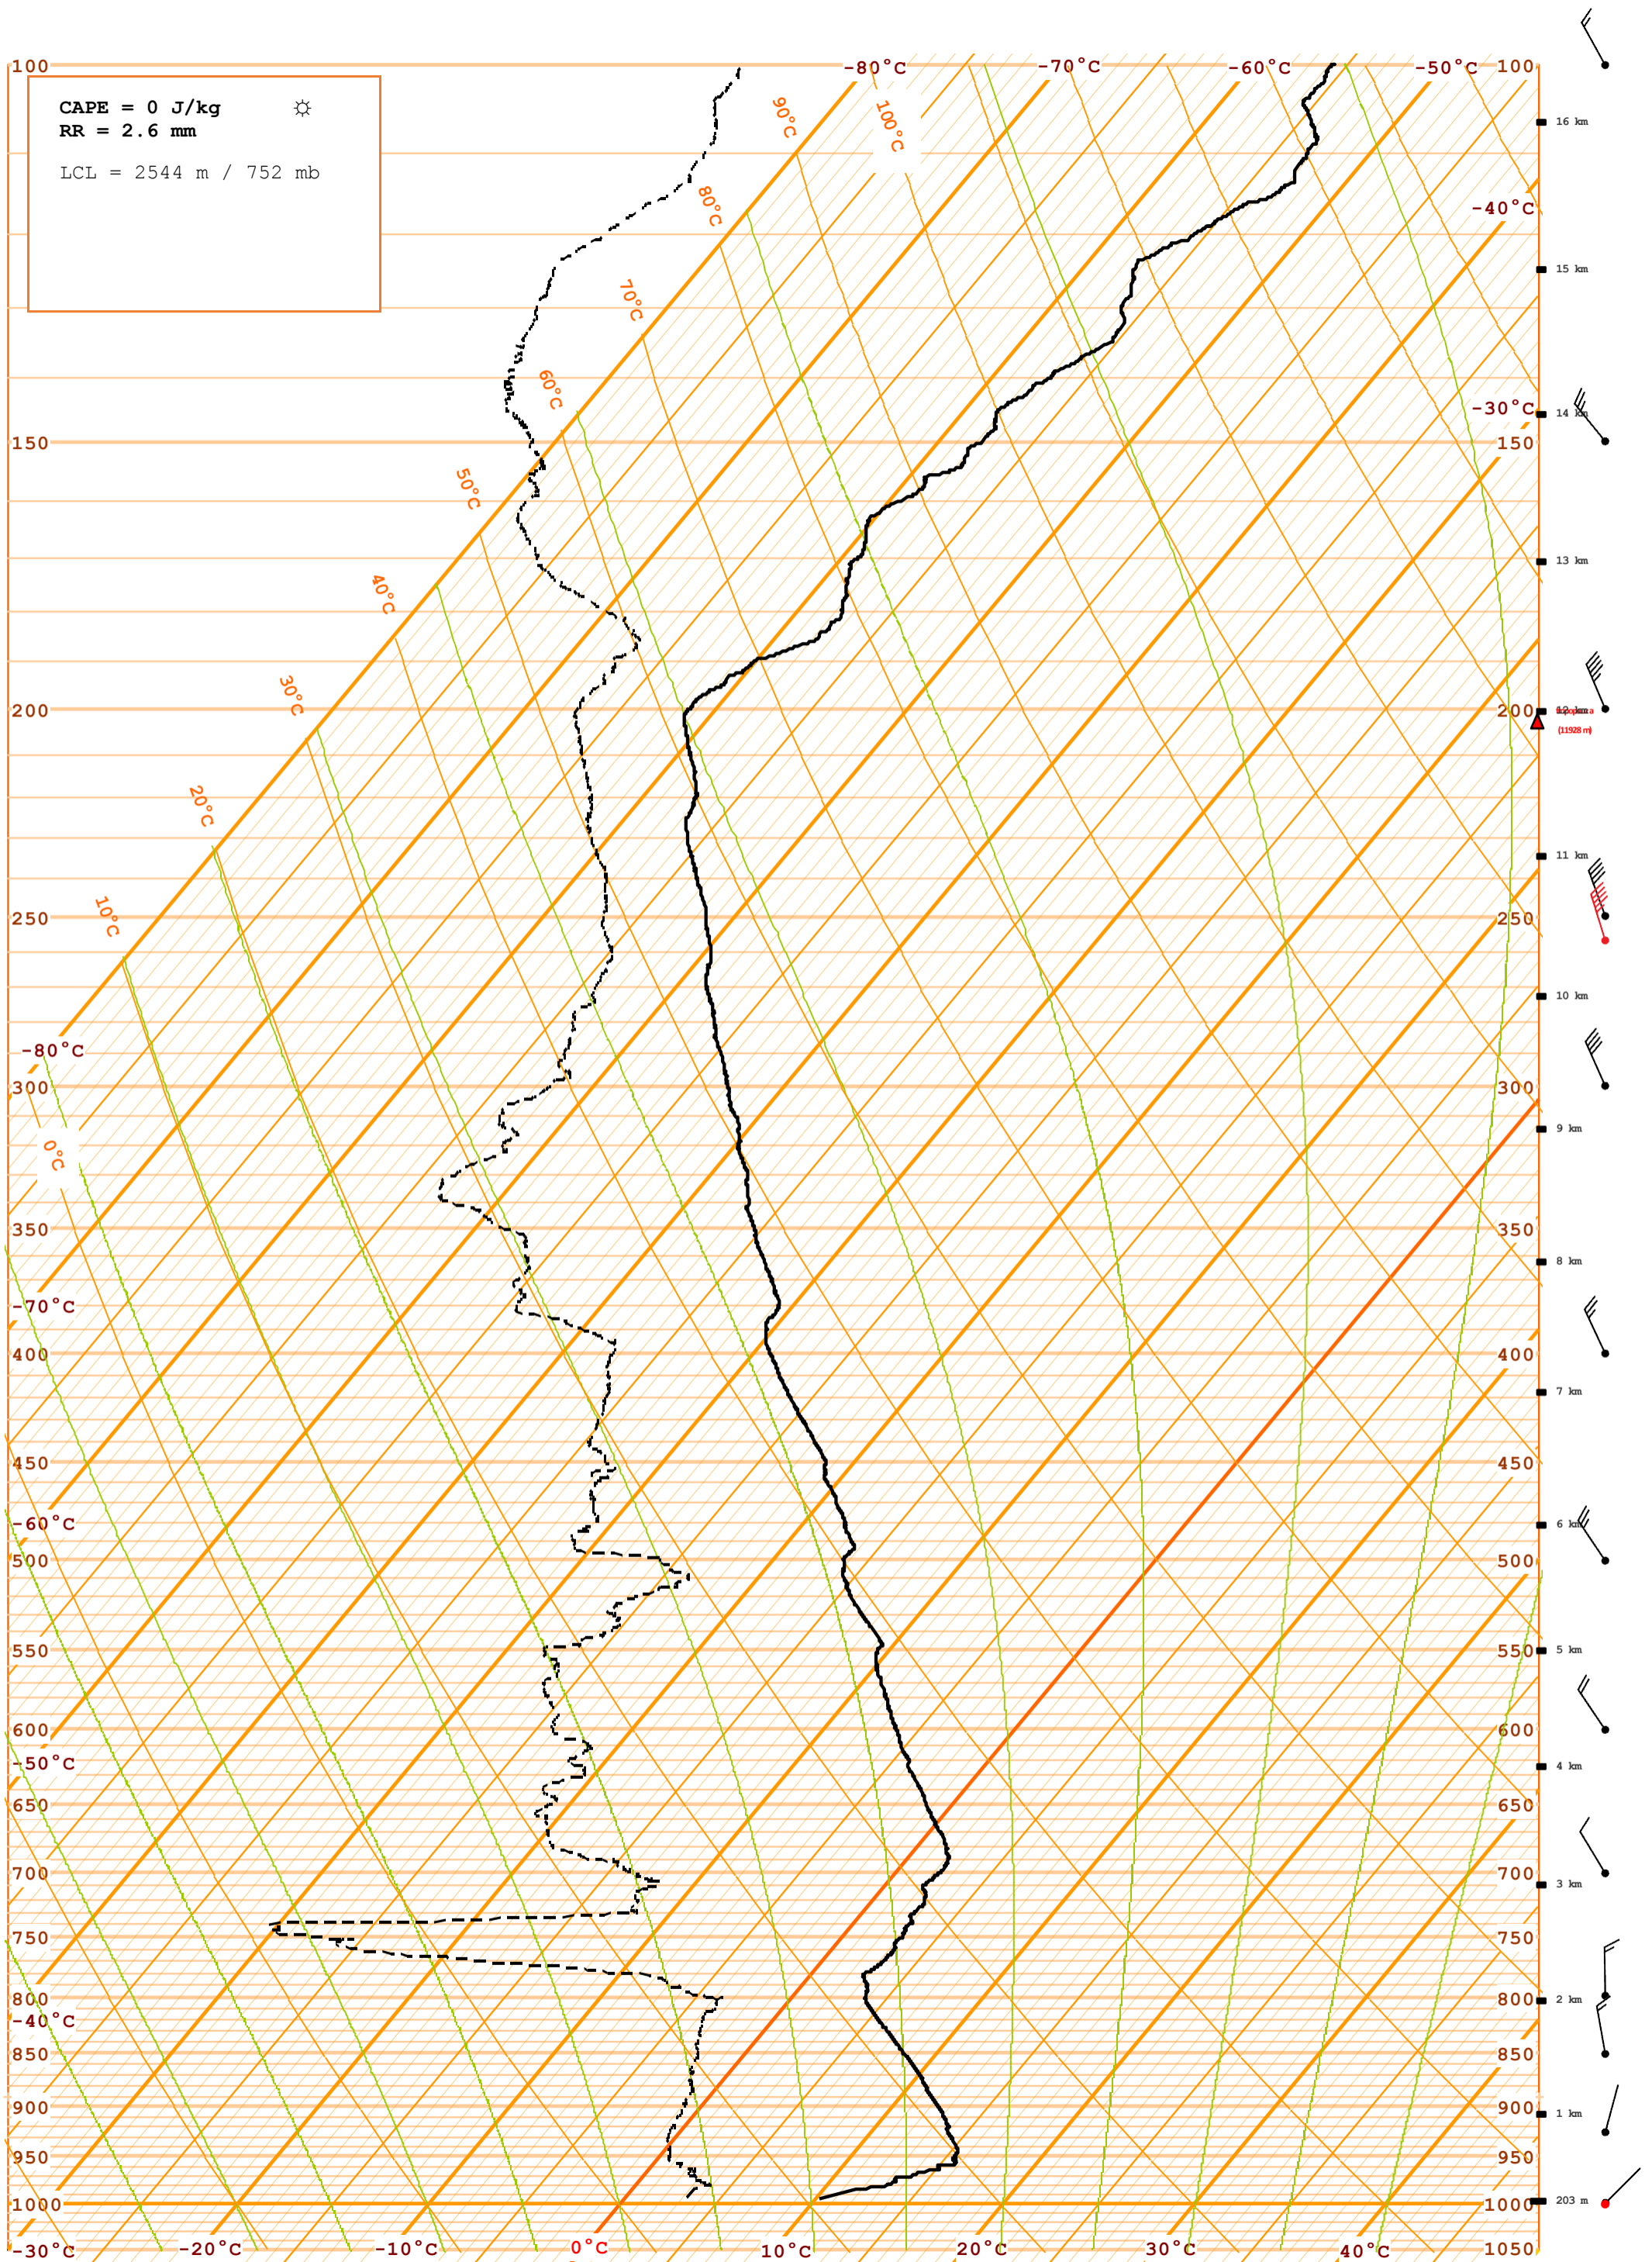 -80°C -70°C -60°C -50°C
100 100
CAPE = 0 J/kg ☼
RR = 2.6 mm
LCL = 2544 m / 752 mb
90°C 100°C
16 km
80°C
-40°C
15 km
70°C
60°C
-30°C
14 km
150 150
50°C
13 km
40°C
30°C
200 200
12 km
(11928 m)
20°C
11 km
10°C
250 250
10 km
-80°C
300 300
9 km
0°C
350 350
8 km
-70°C
400 400
7 km
450 450
-60°C
6 km
500 500
550 550
5 km
600 600
-50°C
4 km
650 650
700 700
3 km
750 750
800 800
2 km
-40°C
850 850
900 900
1 km
950 950
1000 1000
203 m
-30°C -20°C -10°C 0°C 10°C 20°C 30°C 40°C 1050